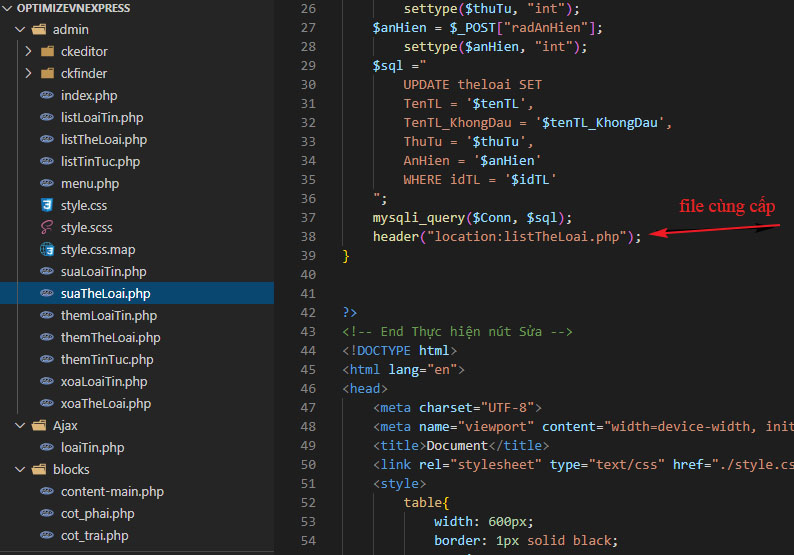 OPTIMIZEVNEXPRESS
admin
ckeditor
ckfinder
index.php
listLoaiTin.php
listTheLoai.php
listTinTuc.php
menu.php
style.css
style.scss
style.css.map
suaLoaiTin.php
suaTheLoai.php
themLoaiTin.php
themTheLoai.php
themTinTuc.php
xoaLoaiTin.php
xoaTheLoai.php
Ajax
loaiTin.php
blocks
content-main.php
cot_phai.php
cot_trai.php
26 settype($thuTu, "int");
27 $anHien = $_POST["radAnHien"];
28 settype($anHien, "int");
29 $sql ="
30 UPDATE theloai SET
31 TenTL = '$tenTL',
32 TenTL_KhongDau = '$tenTL_KhongDau',
33 ThuTu = '$thuTu',
34 AnHien = '$anHien'
35 WHERE idTL = '$idTL'
36 ";
37 mysqli_query($Conn, $sql);
file cùng cấp
38 header("location:listTheLoai.php");
39 }
40
41
42 ?>
43 <!-- End Thực hiện nút Sửa -->
44 <!DOCTYPE html>
45 <html lang="en">
46 <head>
47 <meta charset="UTF-8">
48 <meta name="viewport" content="width=device-width, init
49 <title>Document</title>
50 <link rel="stylesheet" type="text/css" href="./style.cs
51 <style>
52 table{
53 width: 600px;
54 border: 1px solid black;